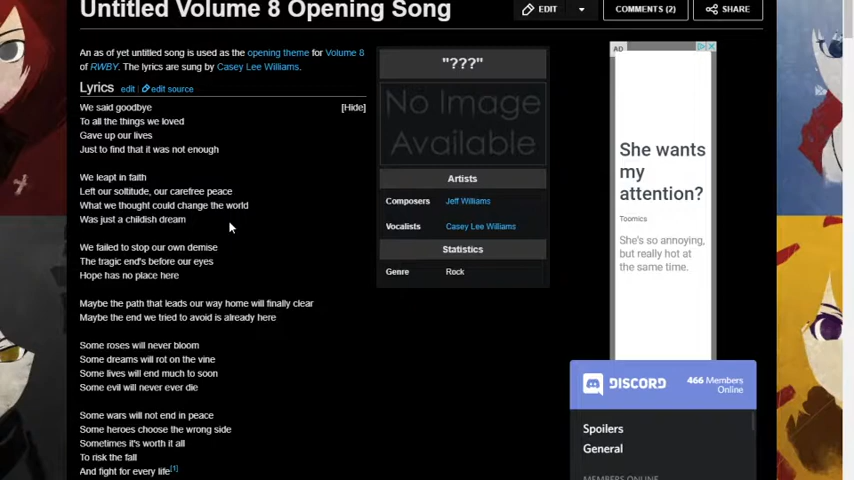 Untitled Volume 8 Opening Song
EDIT
COMMENTS (2)
SHARE
An as of yet untitled song is used as the opening theme for Volume 8
of RWBY. The lyrics are sung by Casey Lee Williams.
Lyrics edit | edit source
We said goodbye
[Hide]
To all the things we loved
Gave up our lives
Just to find that it was not enough
We leapt in faith
Left our soltitude, our carefree peace
What we thought could change the world
Was just a childish dream
We failed to stop our own demise
The tragic end's before our eyes
Hope has no place here
Maybe the path that leads our way home will finally clear
Maybe the end we tried to avoid is already here
Some roses will never bloom
Some dreams will rot on the vine
Some lives will end much to soon
Some evil will never ever die
Some wars will not end in peace
Some heroes choose the wrong side
Sometimes it's worth it all
To risk the fall
And fight for every life[1]
"???"
No Image
Available
Artists
Composers Jeff Williams
Vocalists Casey Lee Williams
Statistics
Genre Rock
AD
She wants
my
attention?
Toomics
She's so annoying,
but really hot at
the same time.
DISCORD
466 Members
Online
Spoilers
General
MEMBERS ONLINE